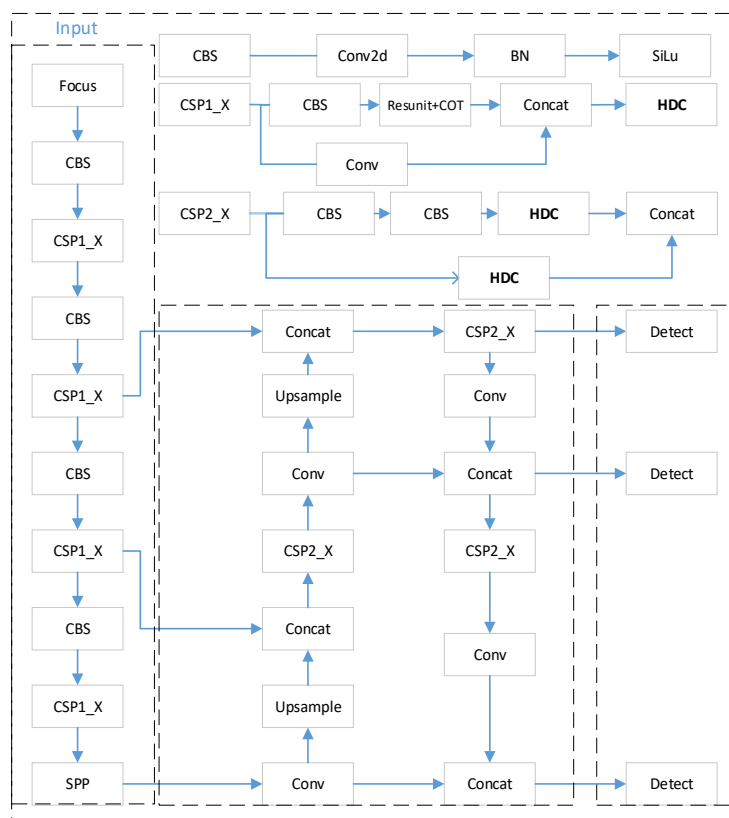 Input
Focus
CBS
CSP1_X
CBS
CSP1_X
CBS
CSP1_X
CBS
CSP1_X
SPP
CBS Conv2d BN SiLu
CSP1_X CBS Resunit+COT Concat HDC
Conv
CSP2_X CBS CBS HDC Concat
HDC
Concat CSP2_X Detect
Upsample Conv
Conv Concat Detect
CSP2_X CSP2_X
Concat
Conv
Upsample
Conv Concat Detect